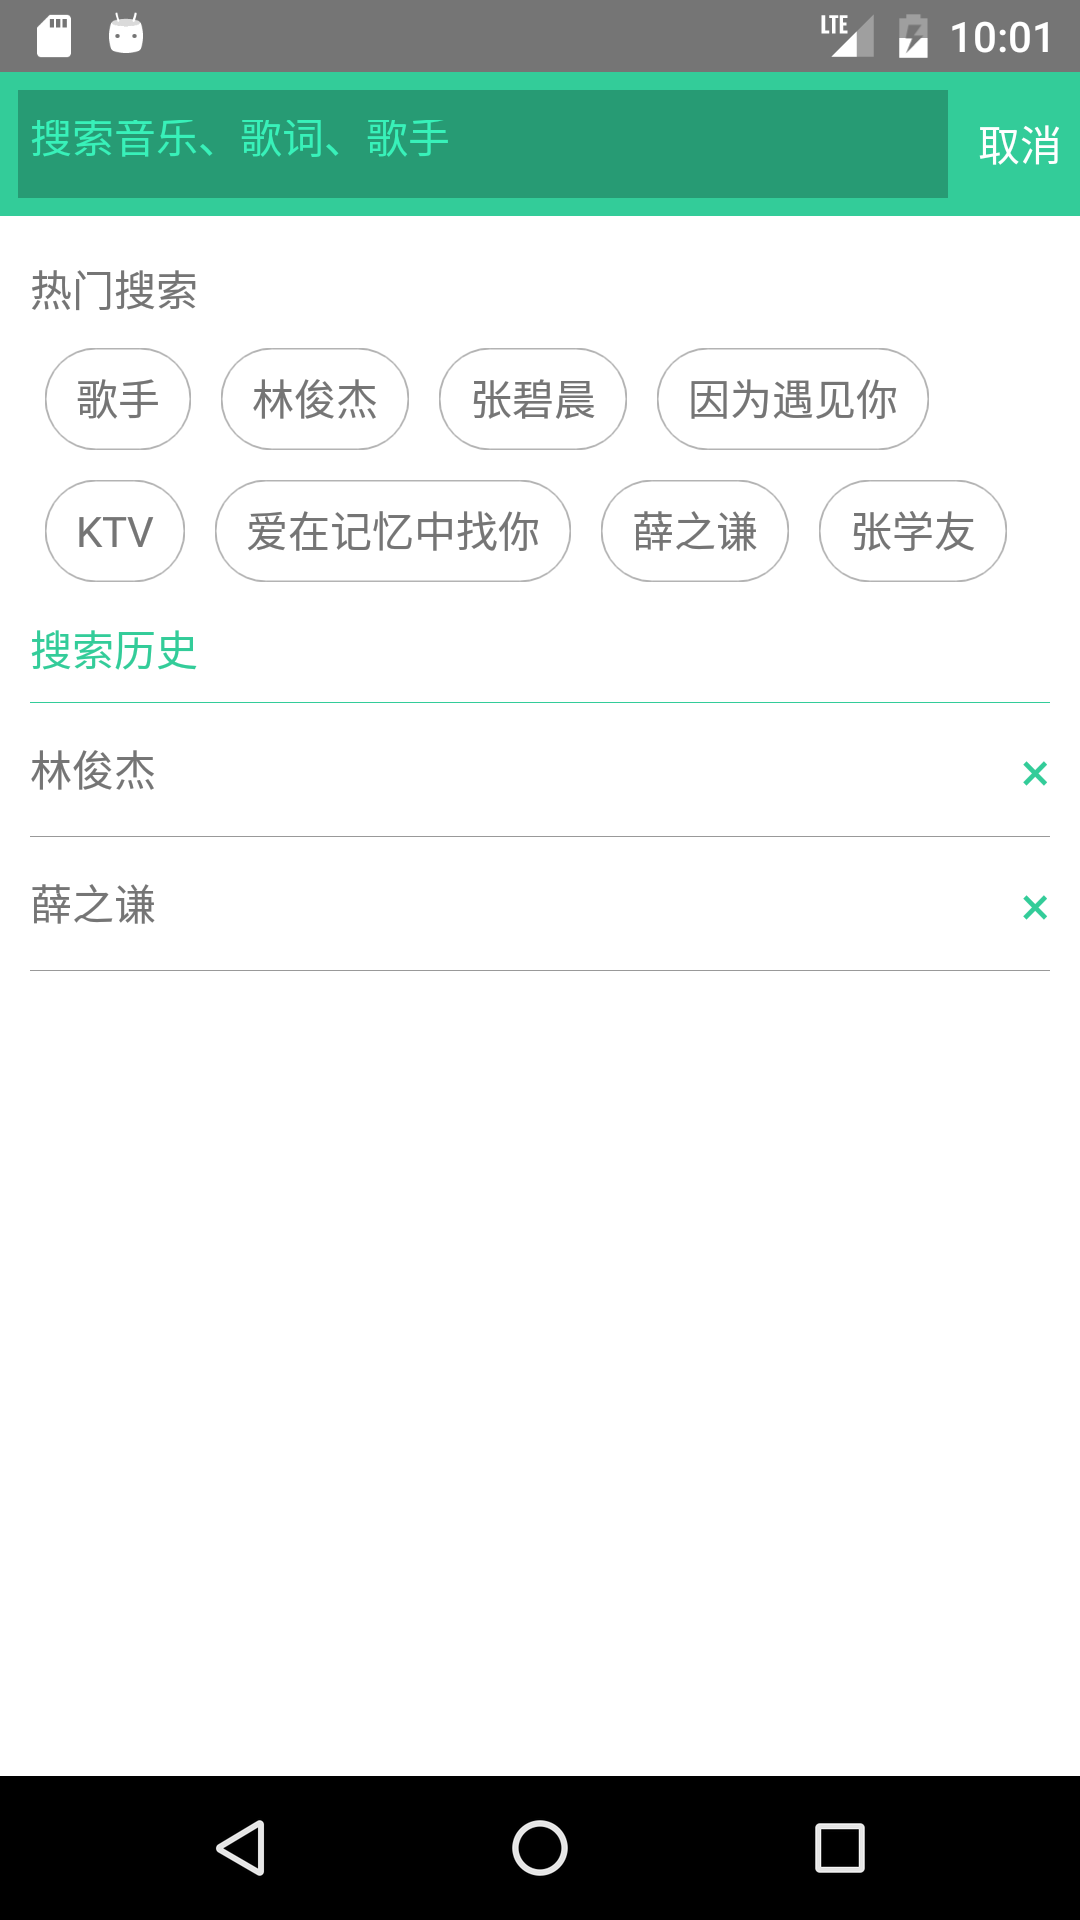 LTE 10:01
搜索音乐、歌词、歌手 取消
热门搜索
歌手 林俊杰 张碧晨 因为遇见你
KTV 爱在记忆中找你 薛之谦 张学友
搜索历史
林俊杰 ×
薛之谦 ×